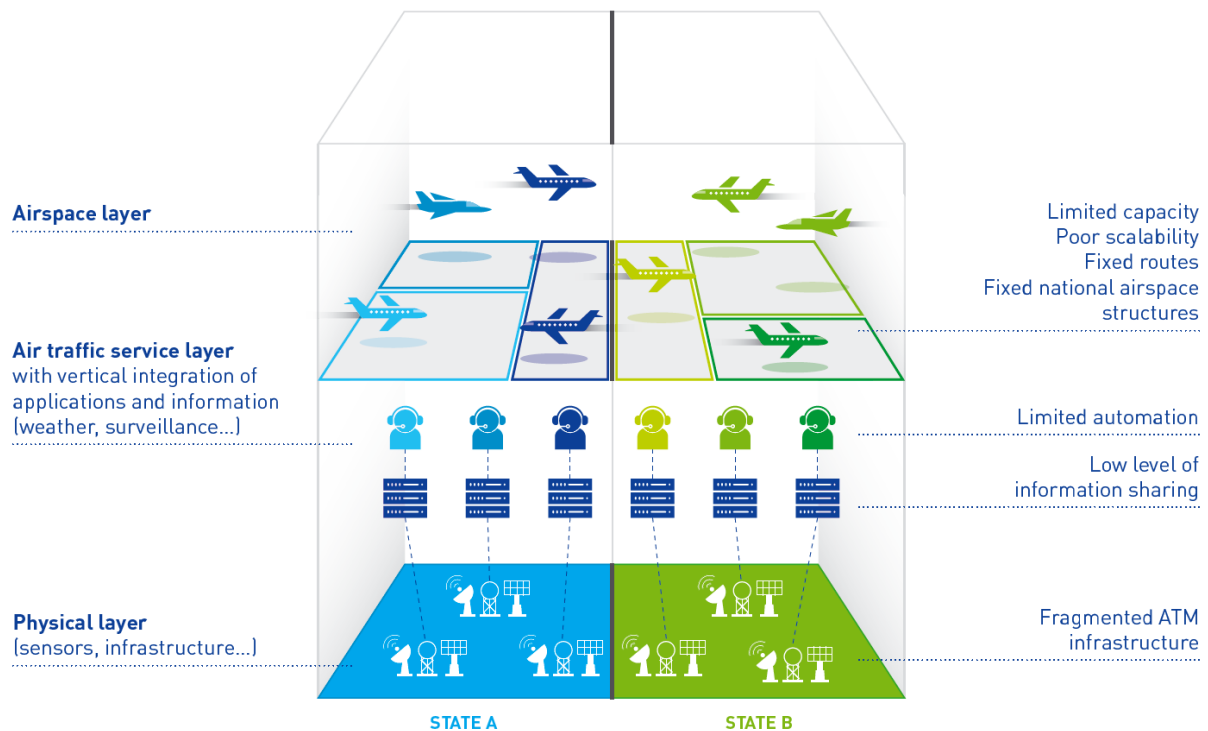 Airspace layer
Limited capacity
Poor scalability
Fixed routes
Fixed national airspace
structures
Air traffic service layer
with vertical integration of
applications and information
(weather, surveillance...)
Limited automation
Low level of
information sharing
Physical layer
(sensors, infrastructure...)
Fragmented ATM
infrastructure
STATE A
STATE B